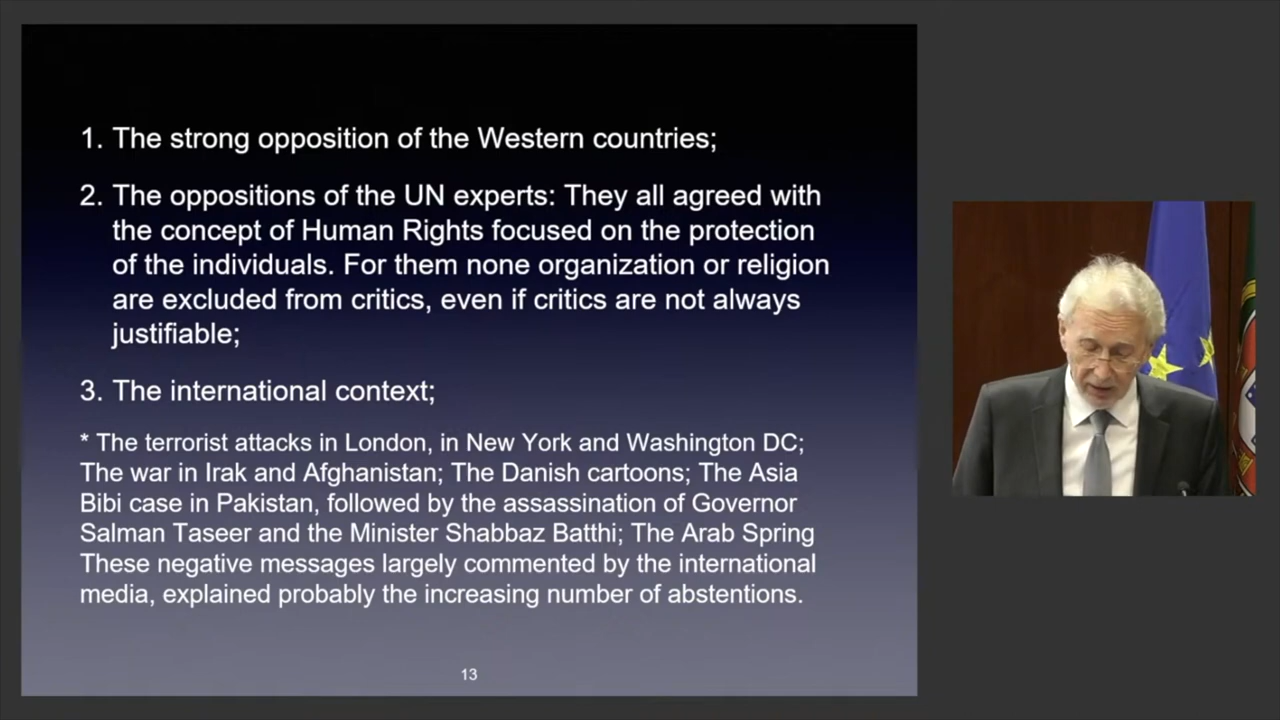 1. The strong opposition of the Western countries;
2. The oppositions of the UN experts: They all agreed with
the concept of Human Rights focused on the protection
of the individuals. For them none organization or religion
are excluded from critics, even if critics are not always
justifiable;
3. The international context;
* The terrorist attacks in London, in New York and Washington DC;
The war in Irak and Afghanistan; The Danish cartoons; The Asia
Bibi case in Pakistan, followed by the assassination of Governor
Salman Taseer and the Minister Shabbaz Batthi; The Arab Spring
These negative messages largely commented by the international
media, explained probably the increasing number of abstentions.
13